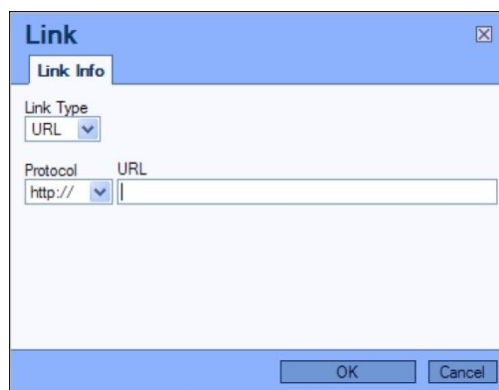 Link
Link Info
Link Type
URL
Protocol URL
http://
OK Cancel